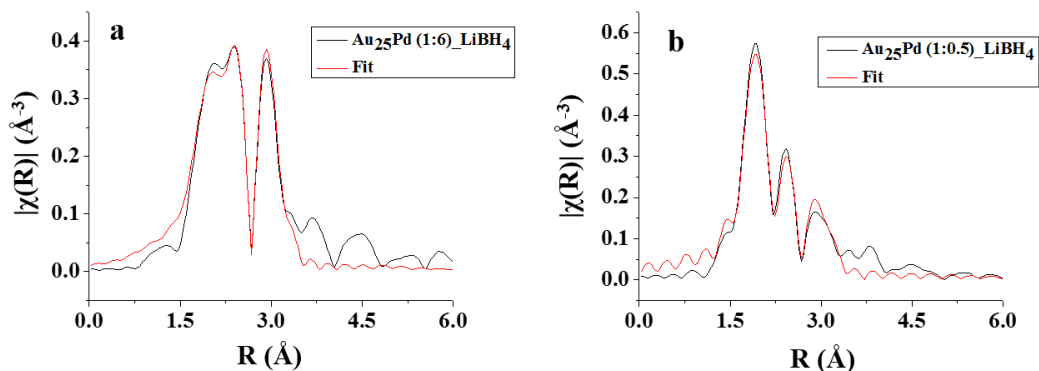 a
Au₂₅Pd (1:6)_LiBH₄
Fit
|χ(R)| (Å⁻³)
0.4
0.3
0.2
0.1
0.0
0.0 1.5 3.0 4.5 6.0
R (Å)
b
Au₂₅Pd (1:0.5)_LiBH₄
Fit
|χ(R)| (Å⁻³)
0.6
0.5
0.4
0.3
0.2
0.1
0.0
0.0 1.5 3.0 4.5 6.0
R (Å)